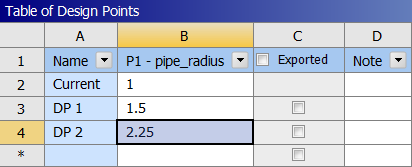 Table of Design Points
A B C D
1 Name P1 - pipe_radius Exported Note
2 Current 1
3 DP 1 1.5
4 DP 2 2.25
*